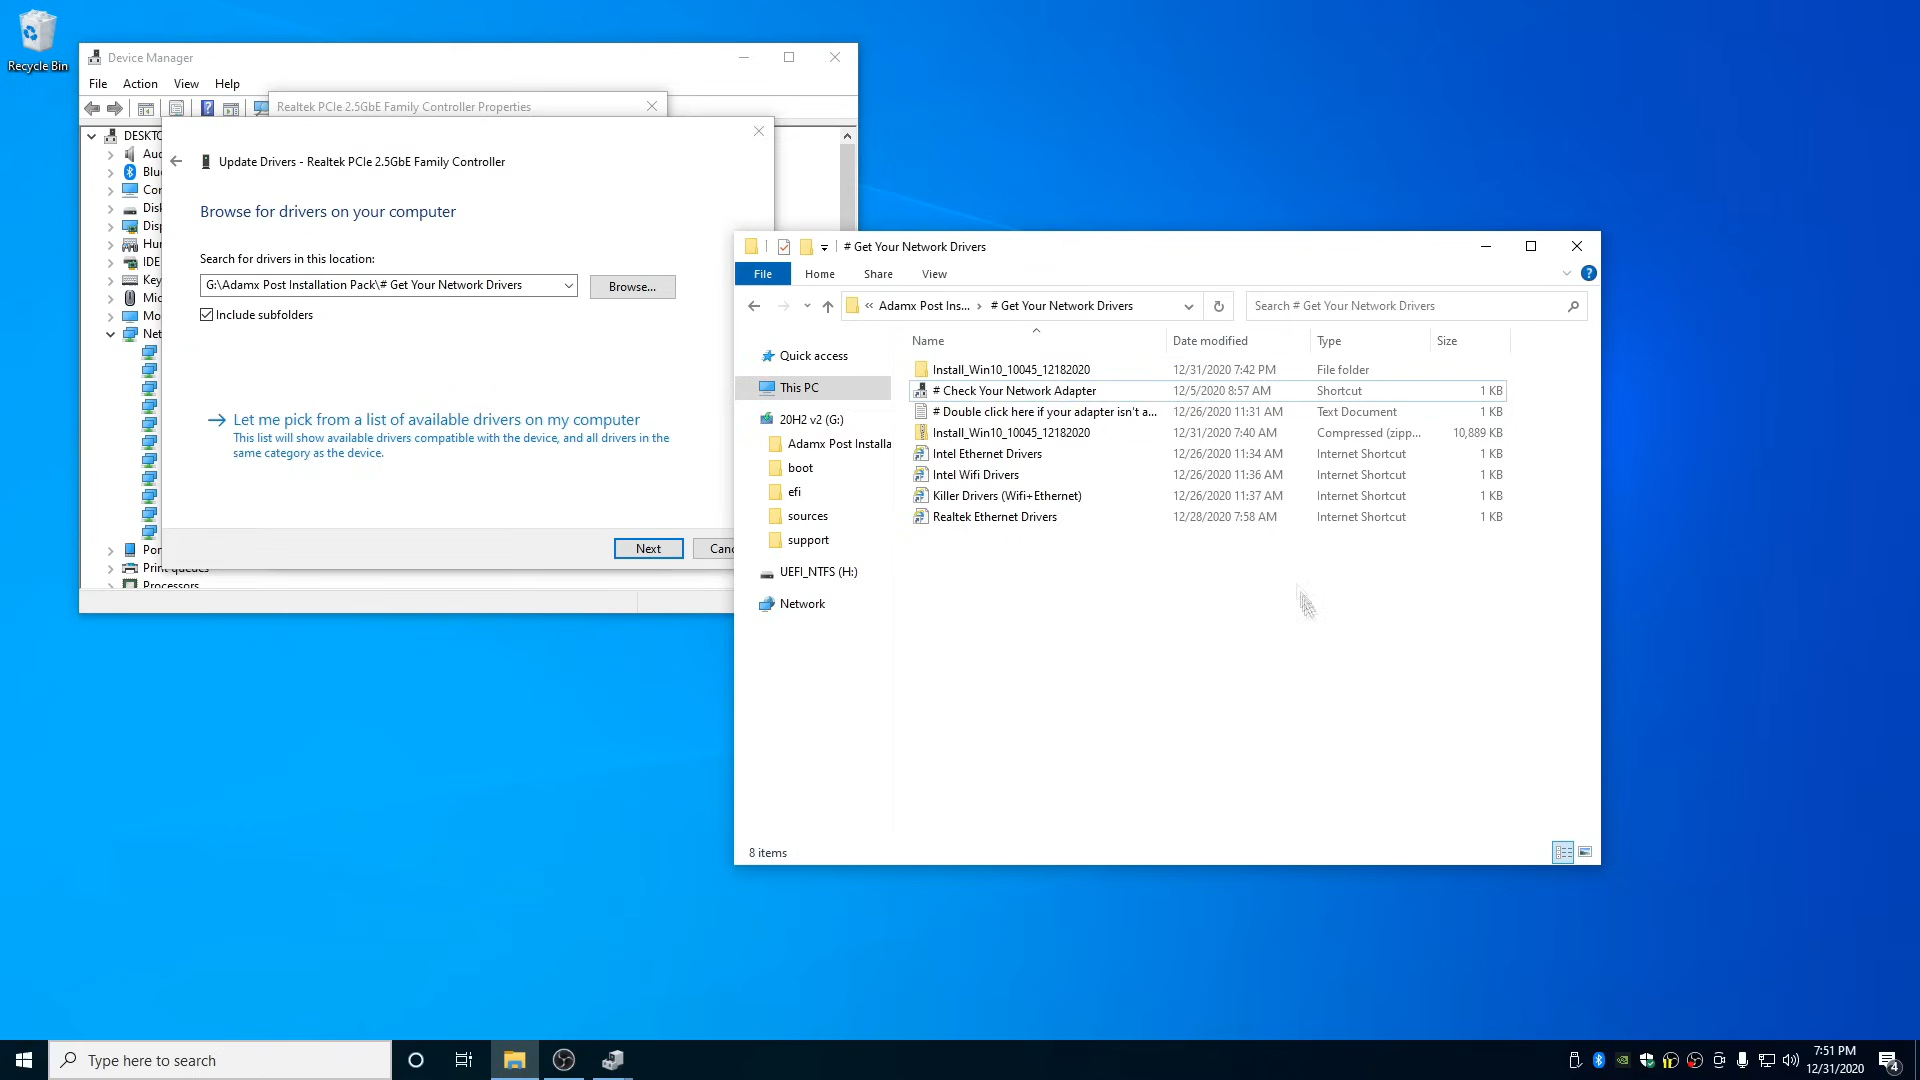 Recycle Bin
Device Manager
File Action View Help
Realtek PCIe 2.5GbE Family Controller Properties
Update Drivers - Realtek PCIe 2.5GbE Family Controller
Browse for drivers on your computer
Search for drivers in this location:
G:\Adamx Post Installation Pack\# Get Your Network Drivers
Browse...
Include subfolders
Let me pick from a list of available drivers on my computer
This list will show available drivers compatible with the device, and all drivers in the
same category as the device.
Next
Canc
DESKTO
Aud
Blu
Cor
Disk
Disp
Hur
IDE
Key
Mic
Mo
Net
Por
Print queues
Processors
# Get Your Network Drivers
File Home Share View
« Adamx Post Ins... › # Get Your Network Drivers
Search # Get Your Network Drivers
Quick access
This PC
20H2 v2 (G:)
Adamx Post Installa
boot
efi
sources
support
UEFI_NTFS (H:)
Network
Name Date modified Type Size
Install_Win10_10045_12182020 12/31/2020 7:42 PM File folder
# Check Your Network Adapter 12/5/2020 8:57 AM Shortcut 1 KB
# Double click here if your adapter isn't a... 12/26/2020 11:31 AM Text Document 1 KB
Install_Win10_10045_12182020 12/31/2020 7:40 AM Compressed (zipp... 10,889 KB
Intel Ethernet Drivers 12/26/2020 11:34 AM Internet Shortcut 1 KB
Intel Wifi Drivers 12/26/2020 11:36 AM Internet Shortcut 1 KB
Killer Drivers (Wifi+Ethernet) 12/26/2020 11:37 AM Internet Shortcut 1 KB
Realtek Ethernet Drivers 12/28/2020 7:58 AM Internet Shortcut 1 KB
8 items
Type here to search
7:51 PM
12/31/2020
4